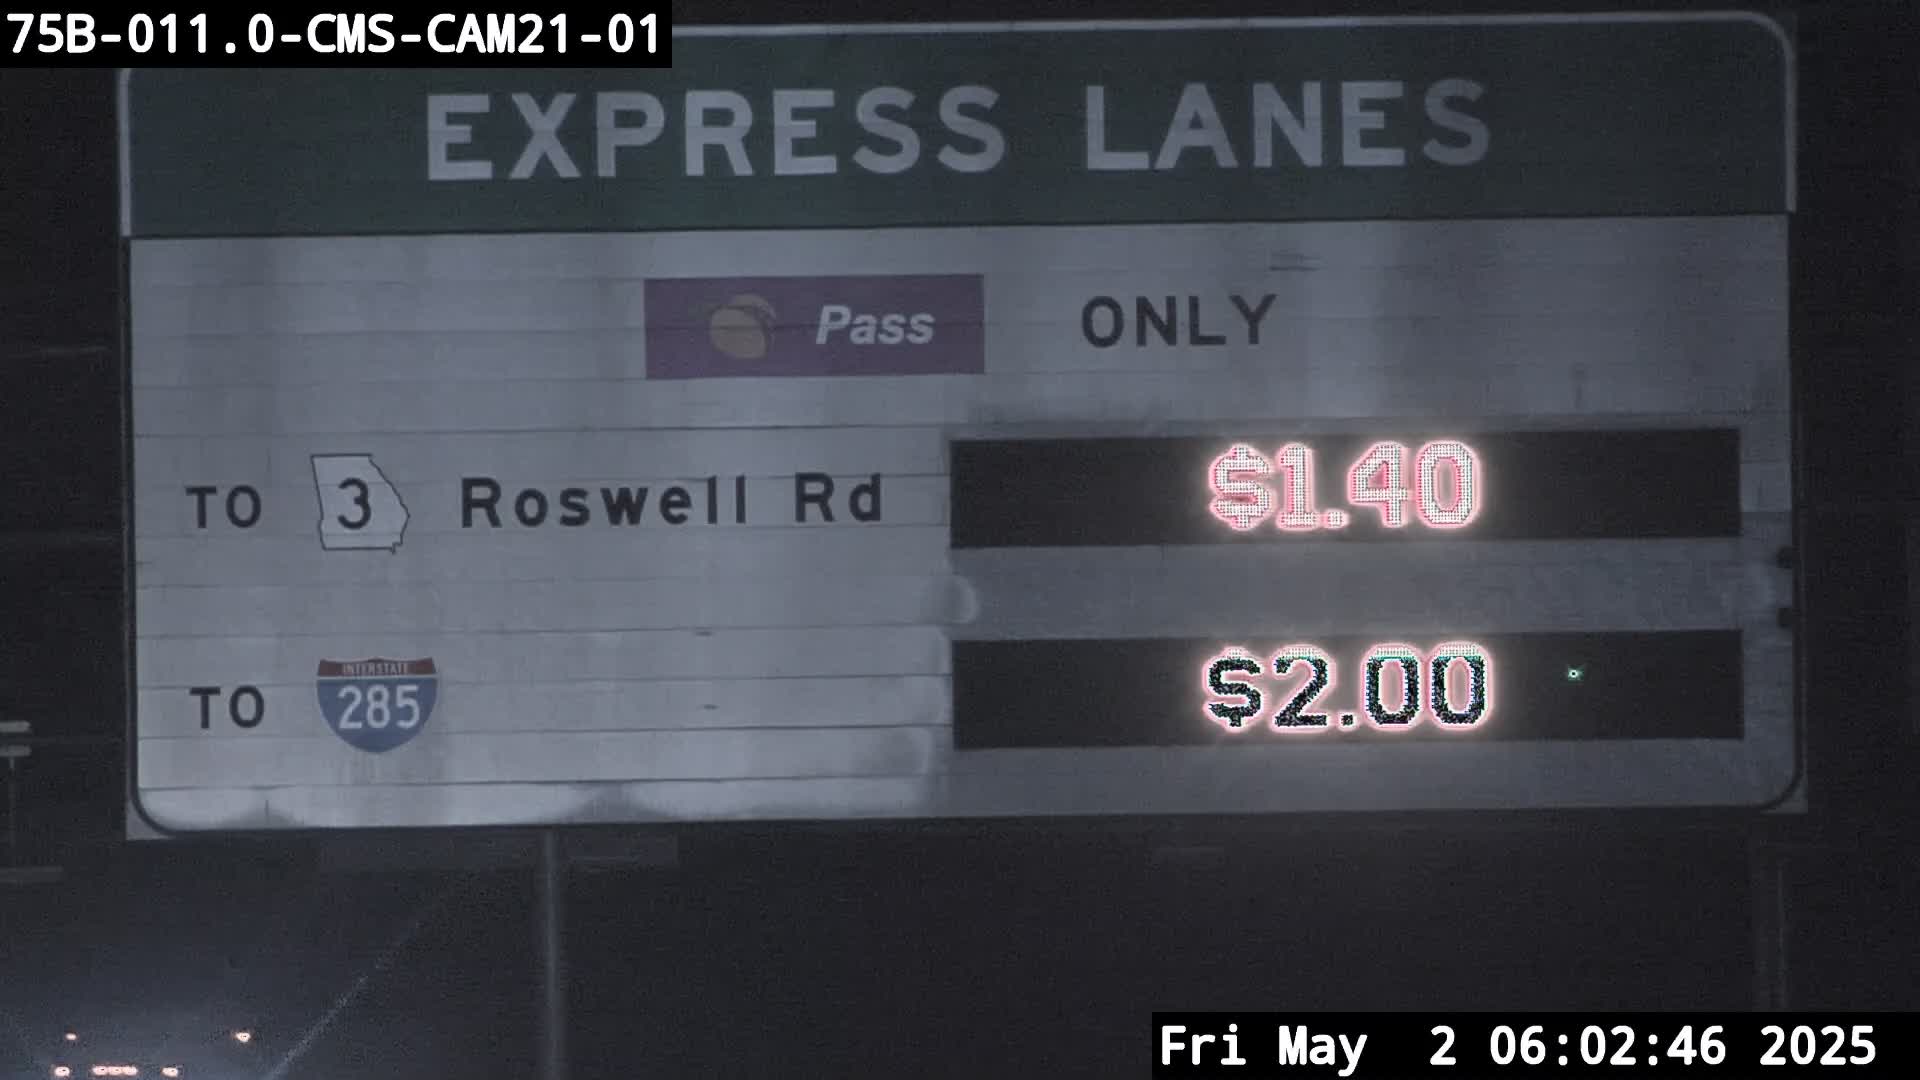 75B-011.0-CMS-CAM21-01
EXPRESS LANES
Pass ONLY
TO 3 Roswell Rd $1.40
INTERSTATE
TO 285 $2.00
Fri May 2 06:02:46 2025